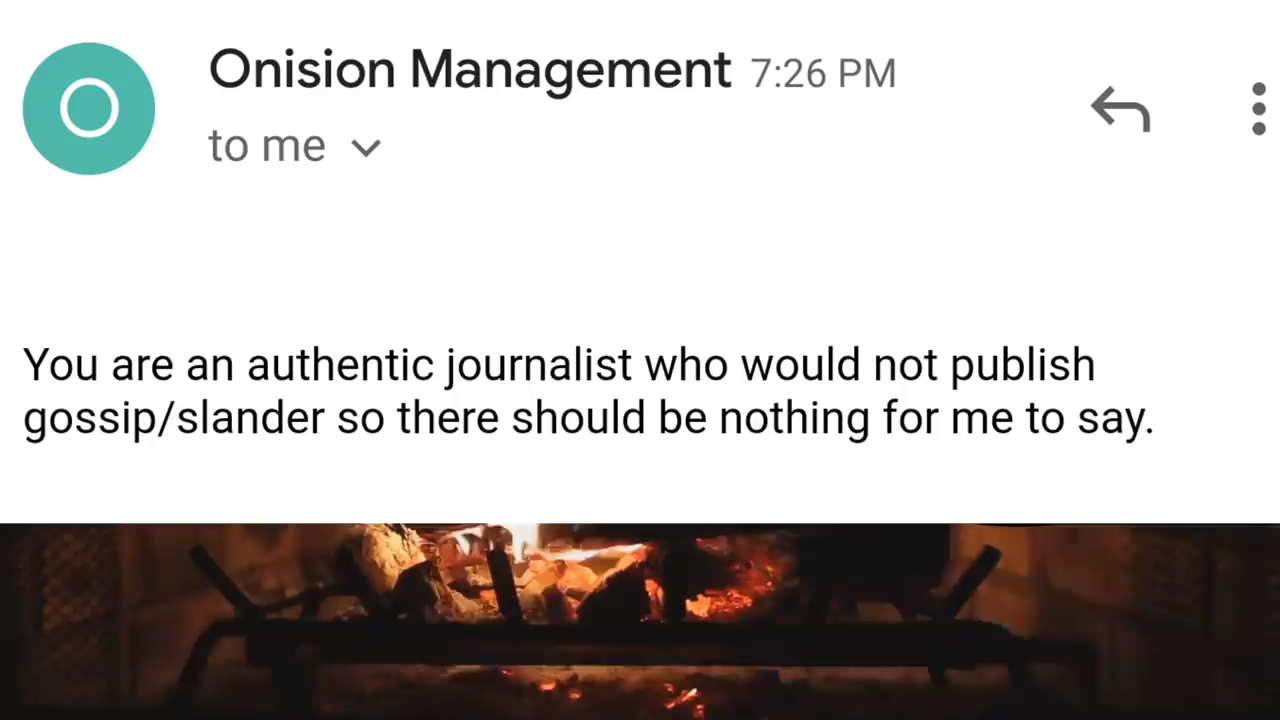 O
Onision Management 7:26 PM
to me
You are an authentic journalist who would not publish
gossip/slander so there should be nothing for me to say.